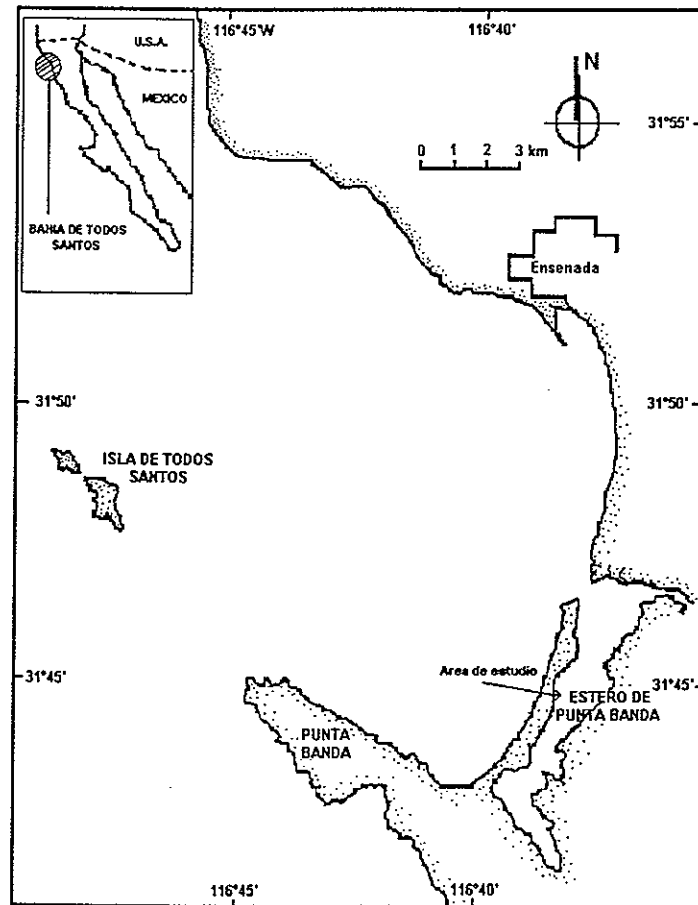 116°45'W
116°40'
U.S.A.
MEXICO
BAHIA DE TODOS
SANTOS
N
0 1 2 3 km
31°55'
Ensenada
31°50'
31°50'
ISLA DE TODOS
SANTOS
Area de estudio
31°45'
31°45'
ESTERO DE
PUNTA BANDA
PUNTA
BANDA
116°45'
116°40'